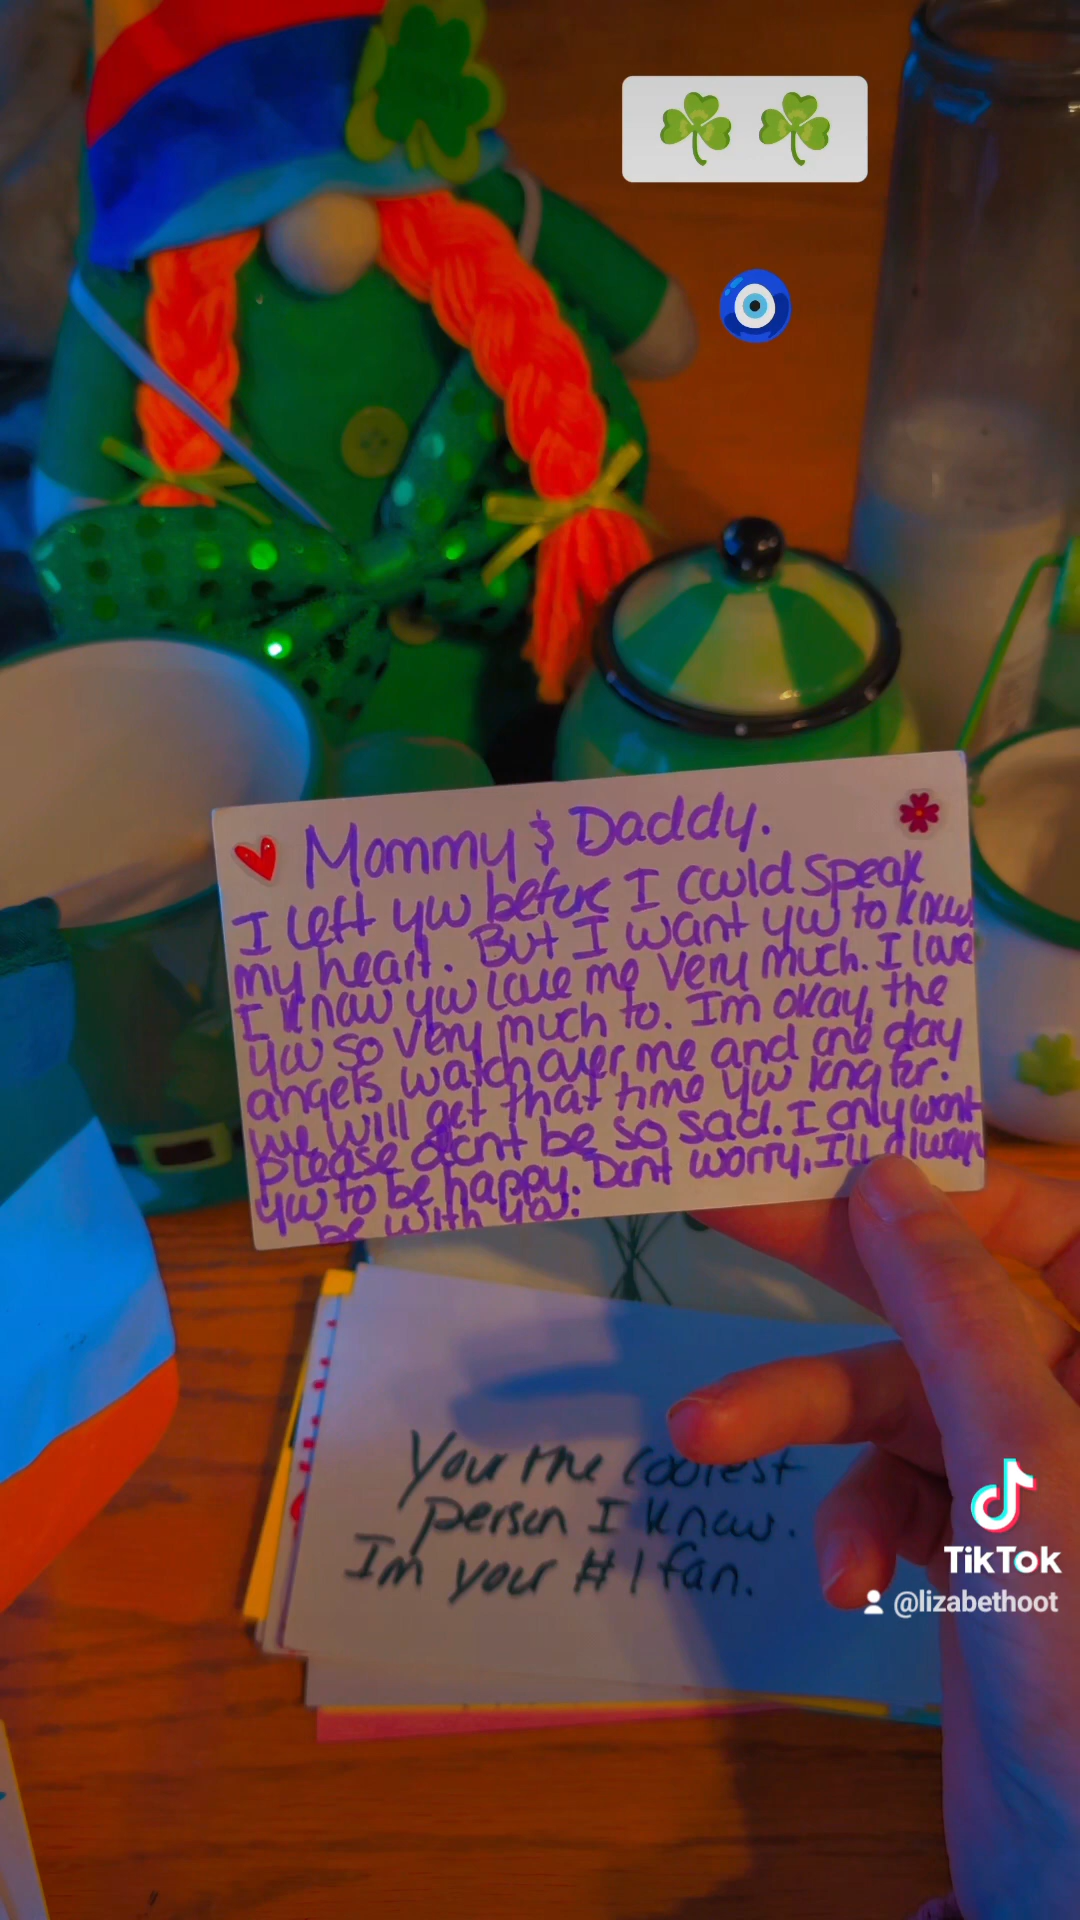 Mommy & Daddy.
I left you before I could speak
my heart. But I want you to know
I know you love me very much. I love
you so very much to. Im okay, the
angels watch over me and one day
we will get that time you long for.
please dont be so sad. I only want
you to be happy. Dont worry, Ill always
be with you.
Your the coolest
person I know.
Im your #1 fan.
TikTok
@lizabethoot